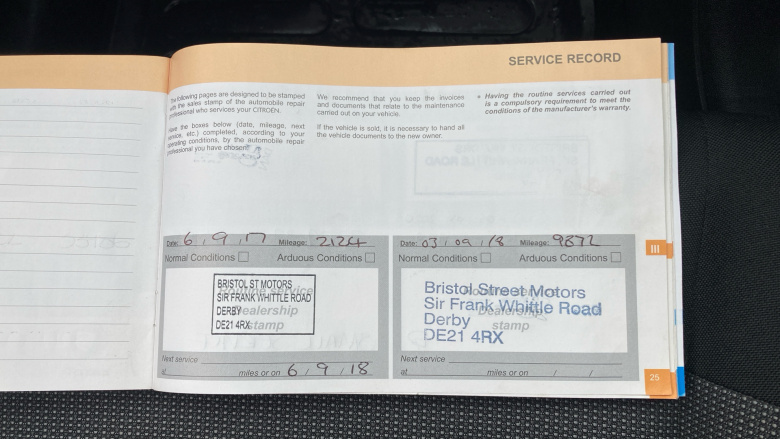 SERVICE RECORD
The following pages are designed to be stamped
with the sales stamp of the automobile repair
professional who services your CITROËN.
Have the boxes below (date, mileage, next
service, etc.) completed, according to your
operating conditions, by the automobile repair
professional you have chosen.
We recommend that you keep the invoices
and documents that relate to the maintenance
carried out on your vehicle.
If the vehicle is sold, it is necessary to hand all
the vehicle documents to the new owner.
Having the routine services carried out
is a compulsory requirement to meet the
conditions of the manufacturer's warranty.
Date: 6 / 9 / 17 Mileage: 2124
Normal Conditions Arduous Conditions
Routine service
Dealership
stamp
BRISTOL ST MOTORS
SIR FRANK WHITTLE ROAD
DERBY
DE21 4RX
Next service
at miles or on 6 / 9 / 18
Date: 03 / 09 / 18 Mileage: 9872
Normal Conditions Arduous Conditions
Routine service
Dealership
stamp
Bristol Street Motors
Sir Frank Whittle Road
Derby
DE21 4RX
Next service
at miles or on / /
III
25